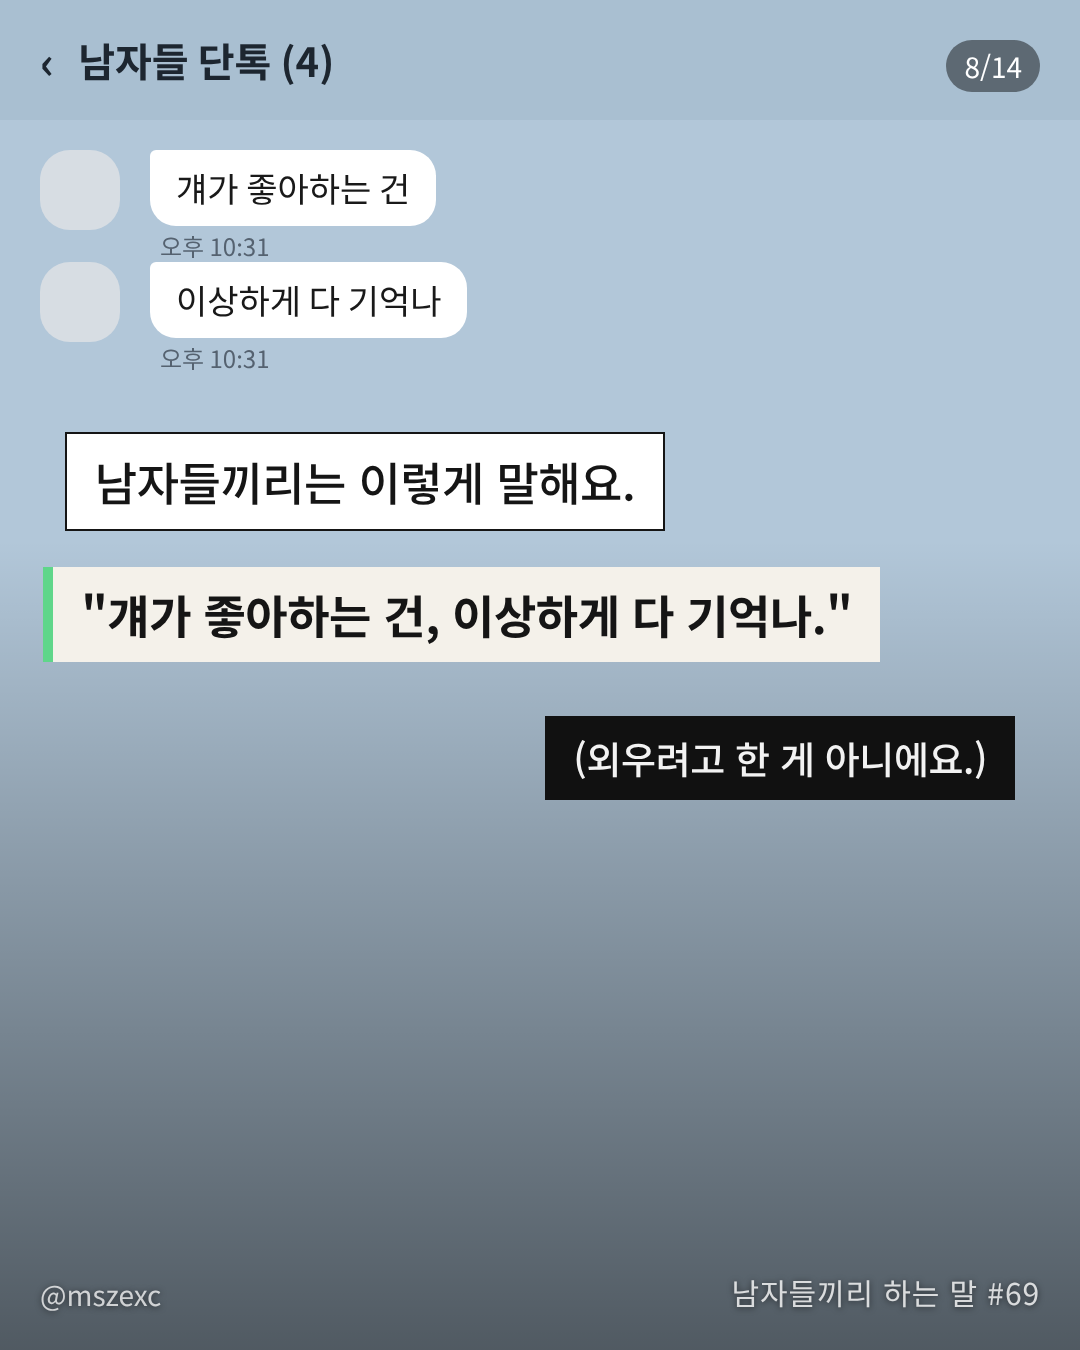 ‹ 남자들 단톡 (4)
8/14
걔가 좋아하는 건
오후 10:31
이상하게 다 기억나
오후 10:31
남자들끼리는 이렇게 말해요.
"걔가 좋아하는 건, 이상하게 다 기억나."
(외우려고 한 게 아니에요.)
@mszexc
남자들끼리 하는 말 #69